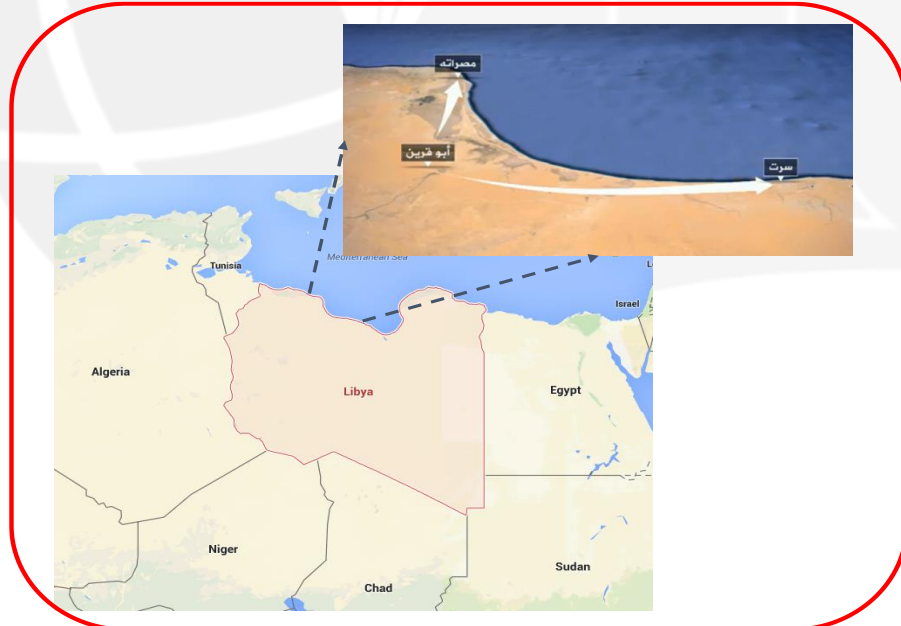 مصراته
أبو قرين
سرت
Mediterranean Sea
Tunisia
Israel
Algeria
Libya
Egypt
Niger
Chad
Sudan